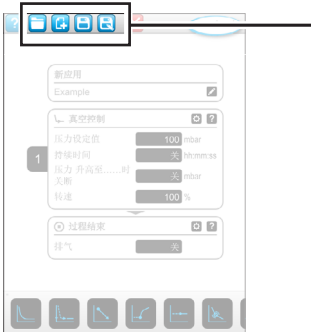 ?
新应用
Example
真空控制 ?
压力设定值 100 mbar
1
持续时间 关 hh:mm:ss
压力 升高至……时
关断 关 mbar
转速 100 %
过程结束 ?
排气 关